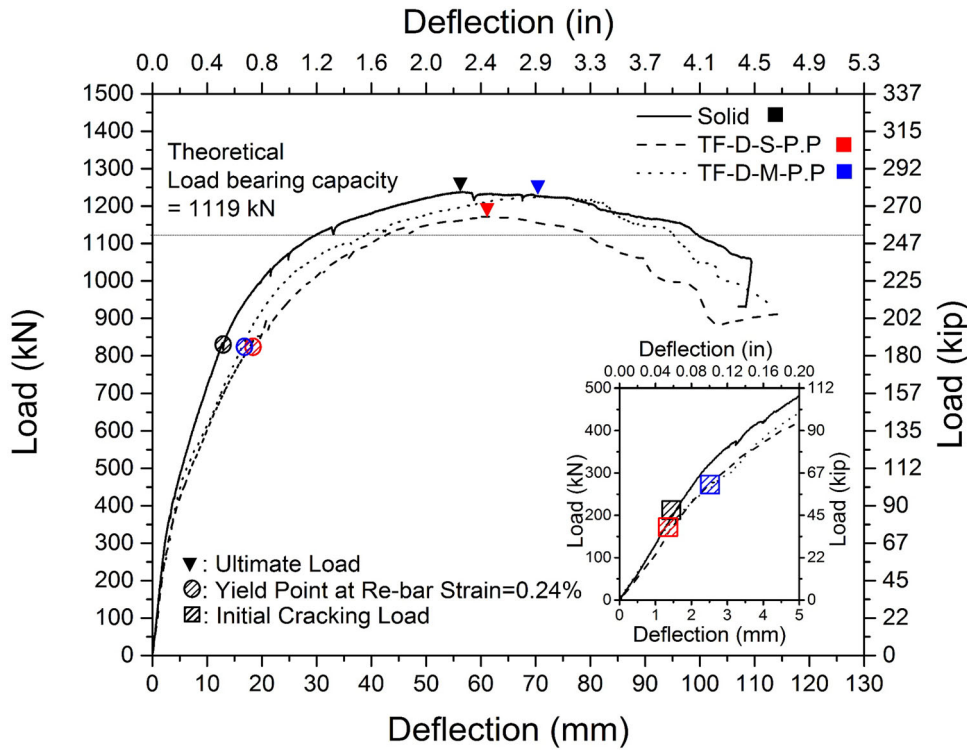 Deflection (in)
0.0 0.4 0.8 1.2 1.6 2.0 2.4 2.9 3.3 3.7 4.1 4.5 4.9 5.3
1500
1400
1300
1200
1100
1000
900
800
700
600
500
400
300
200
100
0
Load (kN)
337
315
292
270
250
225
202
180
157
135
112
90
67
45
22
0
Load (kip)
Solid
TF-D-S-P.P
TF-D-M-P.P
Theoretical
Load bearing capacity
= 1119 kN
: Ultimate Load
: Yield Point at Re-bar Strain=0.24%
: Initial Cracking Load
Deflection (in)
0.00 0.04 0.08 0.12 0.16 0.20
500
400
300
200
100
0
Load (kN)
112
90
67
45
22
0
Load (kip)
0 1 2 3 4 5
Deflection (mm)
0 10 20 30 40 50 60 70 80 90 100 110 120 130
Deflection (mm)